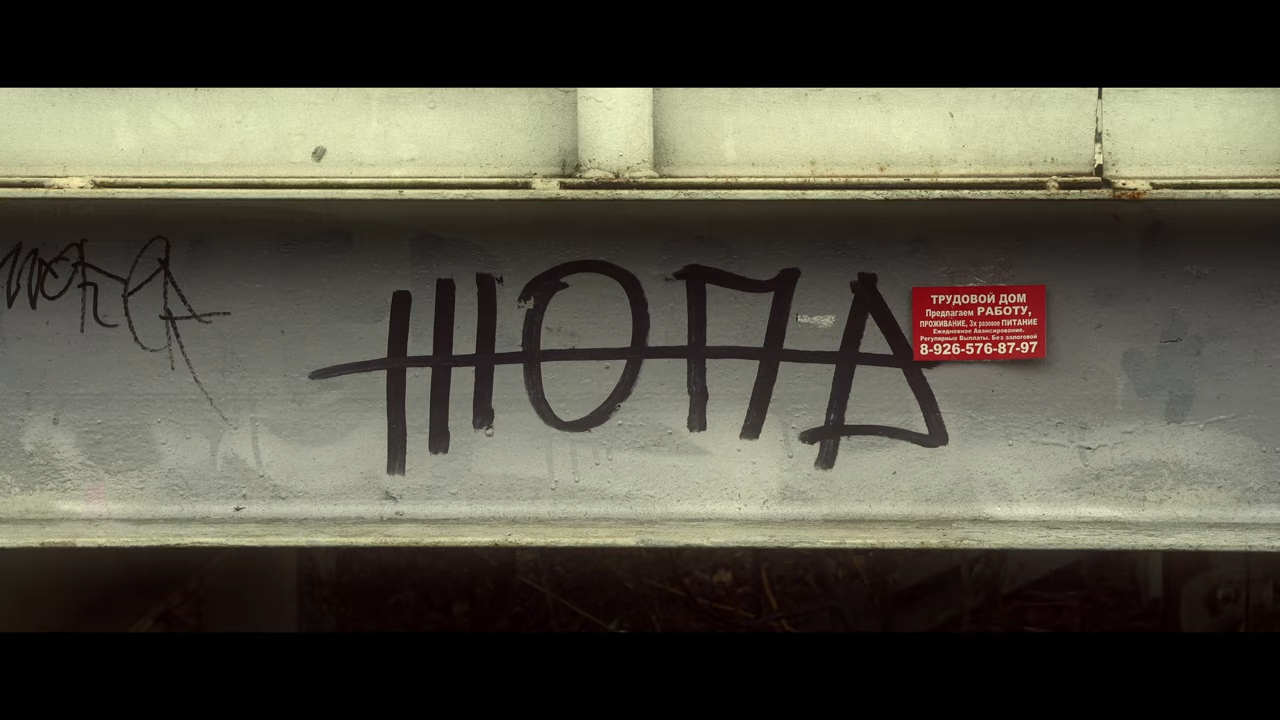 ЖОПА
ТРУДОВОЙ ДОМ
Предлагаем РАБОТУ,
ПРОЖИВАНИЕ, 3х разовое ПИТАНИЕ
Ежедневное Авансирование.
Регулярные Выплаты. Без залоговой
8-926-576-87-97